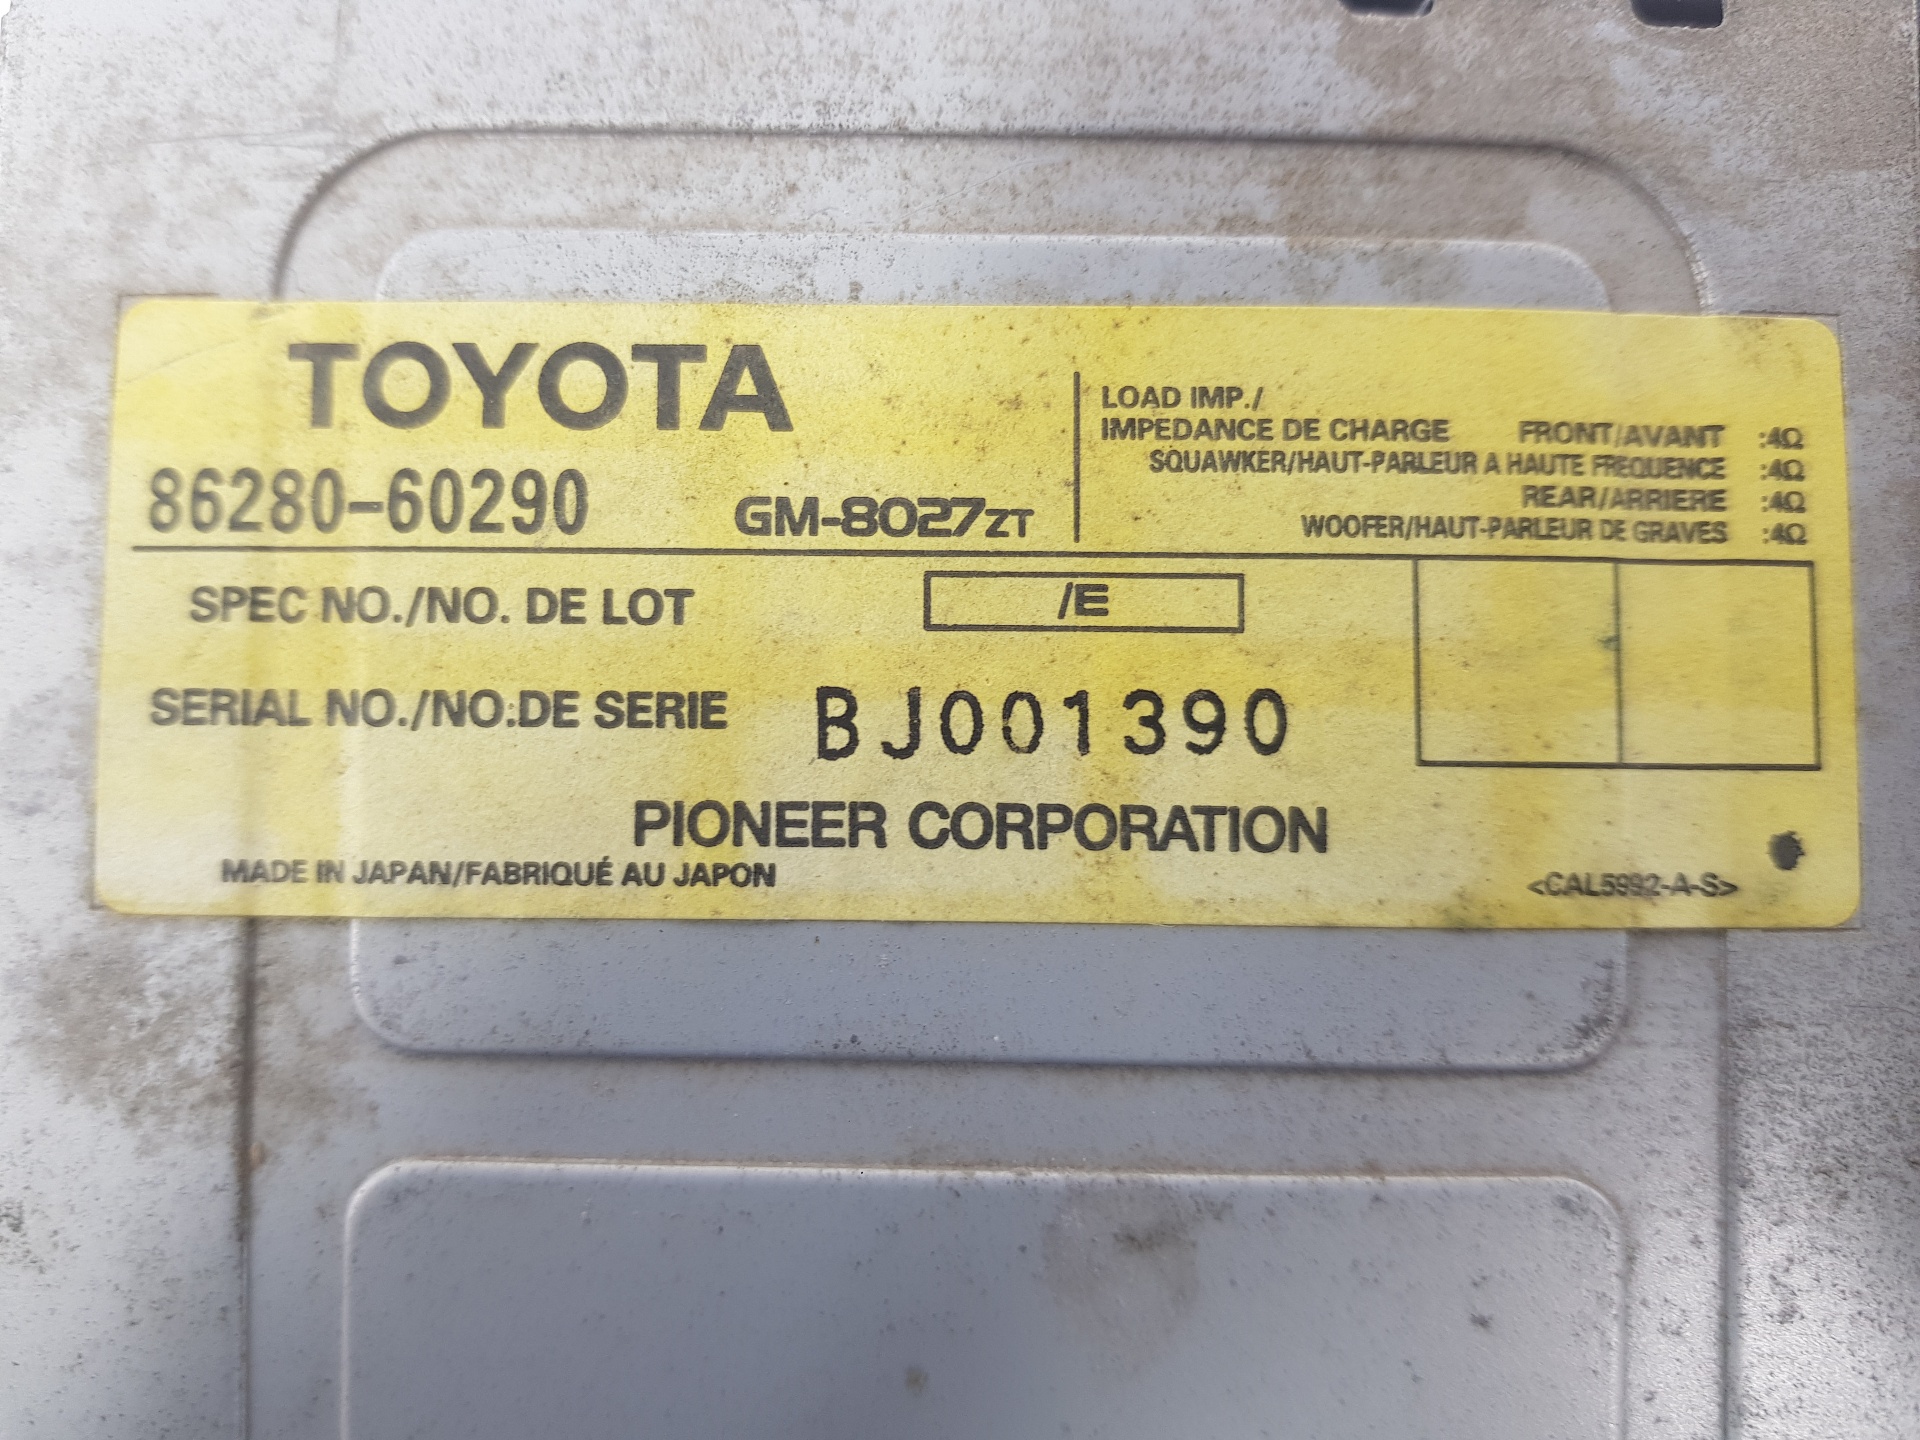 TOYOTA
86280-60290 GM-8027ZT
LOAD IMP./
IMPEDANCE DE CHARGE FRONT/AVANT :4Ω
SQUAWKER/HAUT-PARLEUR A HAUTE FREQUENCE :4Ω
REAR/ARRIERE :4Ω
WOOFER/HAUT-PARLEUR DE GRAVES :4Ω
SPEC NO./NO. DE LOT /E
SERIAL NO./NO.DE SERIE BJ001390
PIONEER CORPORATION
MADE IN JAPAN/FABRIQUÉ AU JAPON
<CAL5992-A-S>